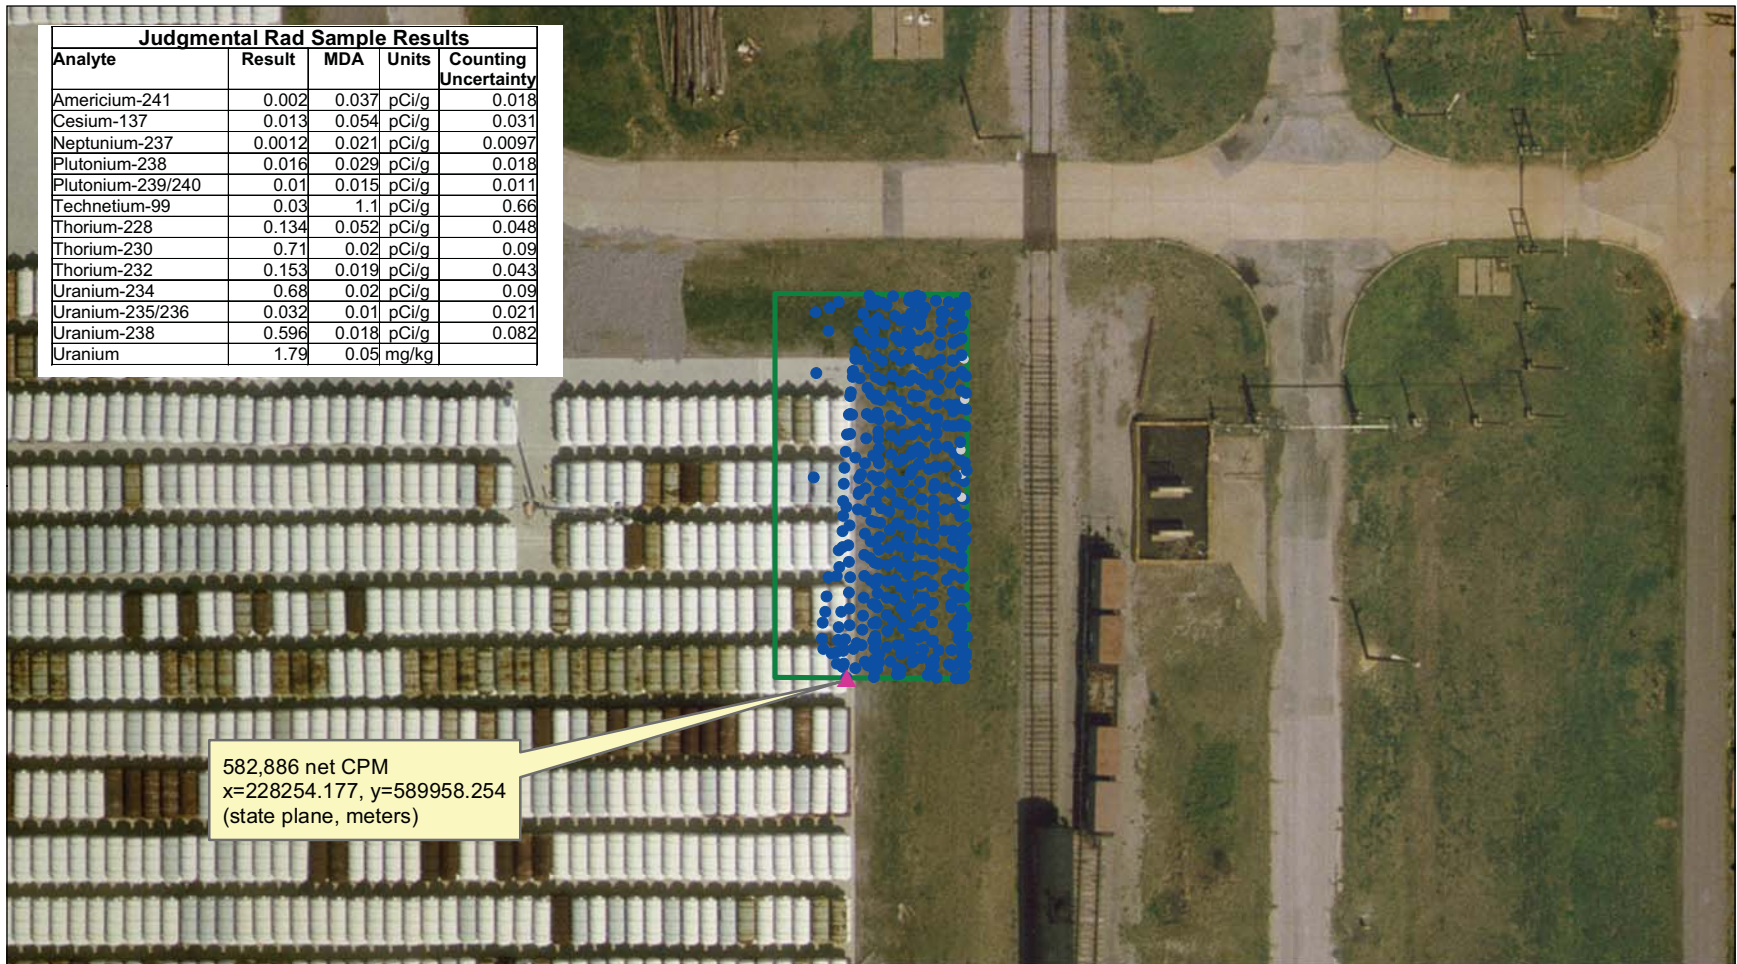 Judgmental Rad Sample Results
Analyte Result MDA Units Counting Uncertainty
Americium-241 0.002 0.037 pCi/g 0.018
Cesium-137 0.013 0.054 pCi/g 0.031
Neptunium-237 0.0012 0.021 pCi/g 0.0097
Plutonium-238 0.016 0.029 pCi/g 0.018
Plutonium-239/240 0.01 0.015 pCi/g 0.011
Technetium-99 0.03 1.1 pCi/g 0.66
Thorium-228 0.134 0.052 pCi/g 0.048
Thorium-230 0.71 0.02 pCi/g 0.09
Thorium-232 0.153 0.019 pCi/g 0.043
Uranium-234 0.68 0.02 pCi/g 0.09
Uranium-235/236 0.032 0.01 pCi/g 0.021
Uranium-238 0.596 0.018 pCi/g 0.082
Uranium 1.79 0.05 mg/kg
582,886 net CPM
x=228254.177, y=589958.254
(state plane, meters)